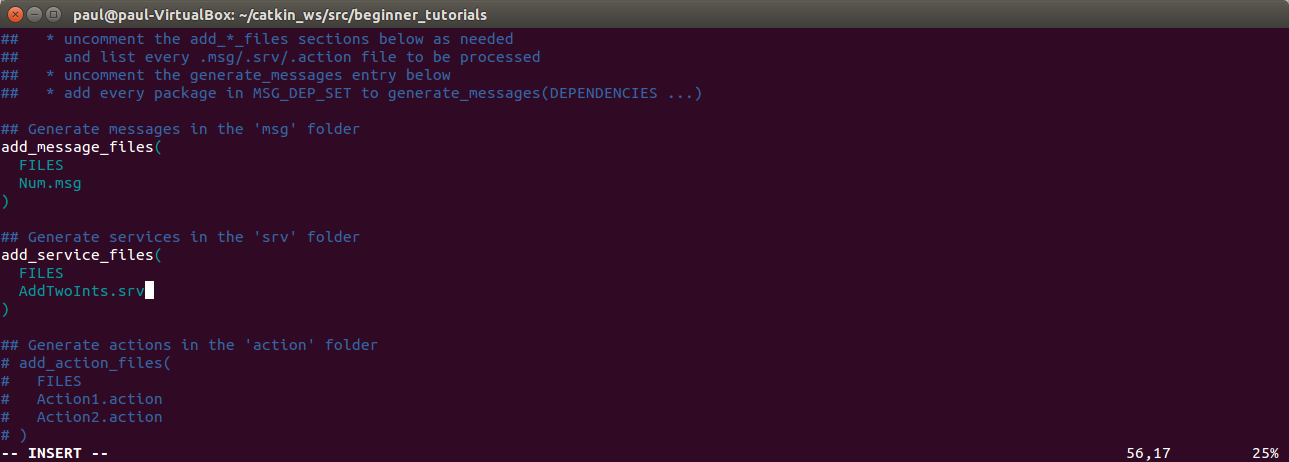 paul@paul-VirtualBox: ~/catkin_ws/src/beginner_tutorials
##   * uncomment the add_*_files sections below as needed
##     and list every .msg/.srv/.action file to be processed
##   * uncomment the generate_messages entry below
##   * add every package in MSG_DEP_SET to generate_messages(DEPENDENCIES ...)

## Generate messages in the 'msg' folder
add_message_files(
  FILES
  Num.msg
)

## Generate services in the 'srv' folder
add_service_files(
  FILES
  AddTwoInts.srv
)

## Generate actions in the 'action' folder
# add_action_files(
#   FILES
#   Action1.action
#   Action2.action
# )
-- INSERT -- 56,17 25%